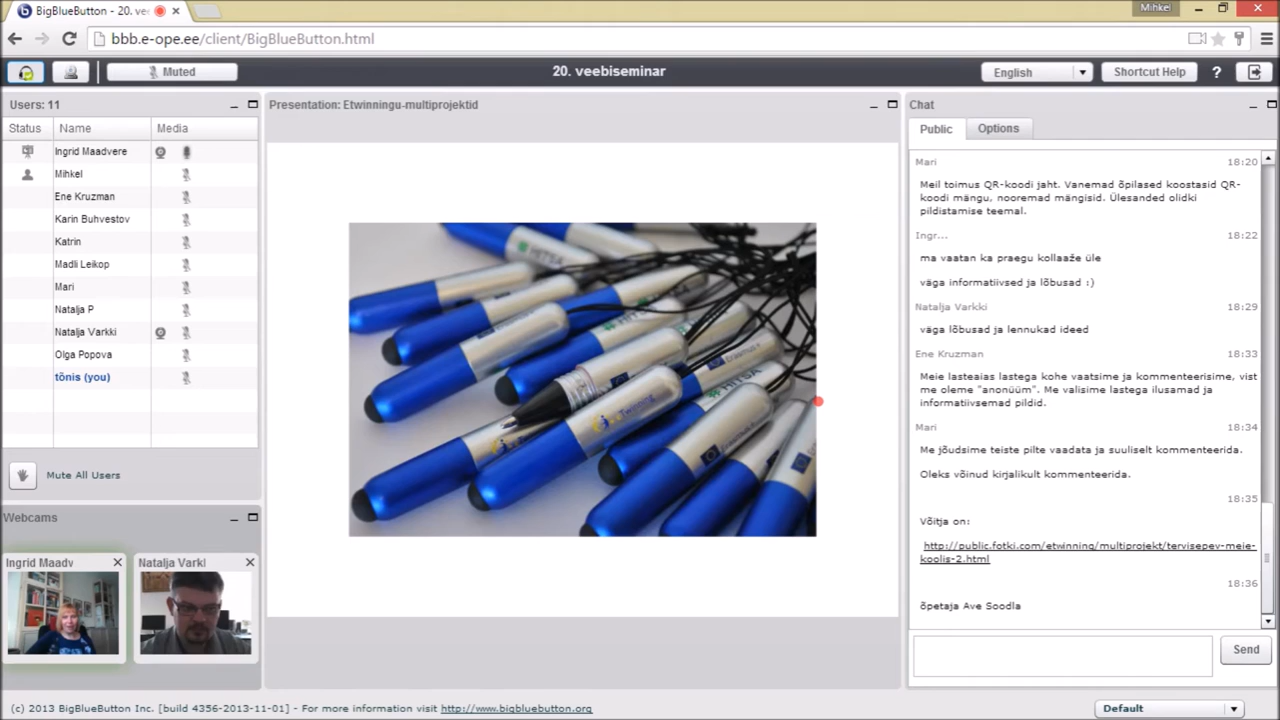 BigBlueButton - 20. vee
Mihkel
bbb.e-ope.ee/client/BigBlueButton.html
Muted
20. veebiseminar
English
Shortcut Help
?
Users: 11
Status Name Media
Ingrid Maadvere
Mihkel
Ene Kruzman
Karin Buhvestov
Katrin
Madli Leikop
Mari
Natalja P
Natalja Varkki
Olga Popova
tõnis (you)
Mute All Users
Webcams
Ingrid Maadv
Natalja Varkl
Presentation: Etwinningu-multiprojektid
HITSA
Erasmus+
HITSA
eTwinning
Chat
Public Options
Mari 18:20
Meil toimus QR-koodi jaht. Vanemad õpilased koostasid QR-
koodi mängu, nooremad mängisid. Ülesanded olidki
pildistamise teemal.
Ingr... 18:22
ma vaatan ka praegu kollaaže üle
väga informatiivsed ja lõbusad :)
Natalja Varkki 18:29
väga lõbusad ja lennukad ideed
Ene Kruzman 18:33
Meie lasteaias lastega kohe vaatsime ja kommenteerisime, vist
me oleme "anonüüm". Me valisime lastega ilusamad ja
informatiivsemad pildid.
Mari 18:34
Me jõudsime teiste pilte vaadata ja suuliselt kommenteerida.
Oleks võinud kirjalikult kommenteerida.
18:35
Võitja on:
http://public.fotki.com/etwinning/multiprojekt/tervisepev-meie-
koolis-2.html
18:36
õpetaja Ave Soodla
Send
(c) 2013 BigBlueButton Inc. [build 4356-2013-11-01] - For more information visit http://www.bigbluebutton.org
Default